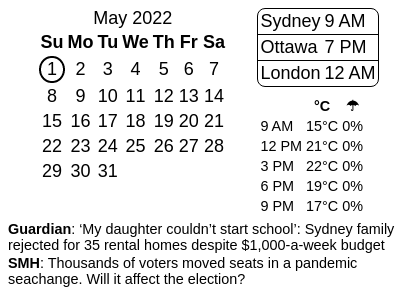 May 2022
Su Mo Tu We Th Fr Sa
1 2 3 4 5 6 7
8 9 10 11 12 13 14
15 16 17 18 19 20 21
22 23 24 25 26 27 28
29 30 31
Sydney 9 AM
Ottawa 7 PM
London 12 AM
°C ☂
9 AM 15°C 0%
12 PM 21°C 0%
3 PM 22°C 0%
6 PM 19°C 0%
9 PM 17°C 0%
Guardian: ‘My daughter couldn’t start school’: Sydney family
rejected for 35 rental homes despite $1,000-a-week budget
SMH: Thousands of voters moved seats in a pandemic
seachange. Will it affect the election?